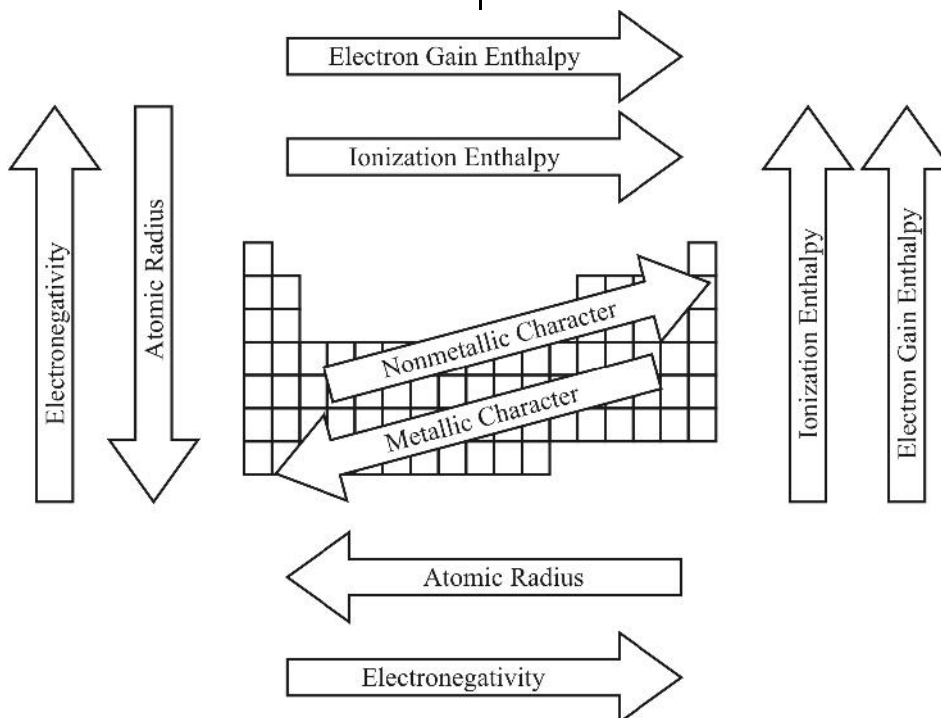 Electron Gain Enthalpy
Ionization Enthalpy
Electronegativity
Atomic Radius
Nonmetallic Character
Metallic Character
Ionization Enthalpy
Electron Gain Enthalpy
Atomic Radius
Electronegativity